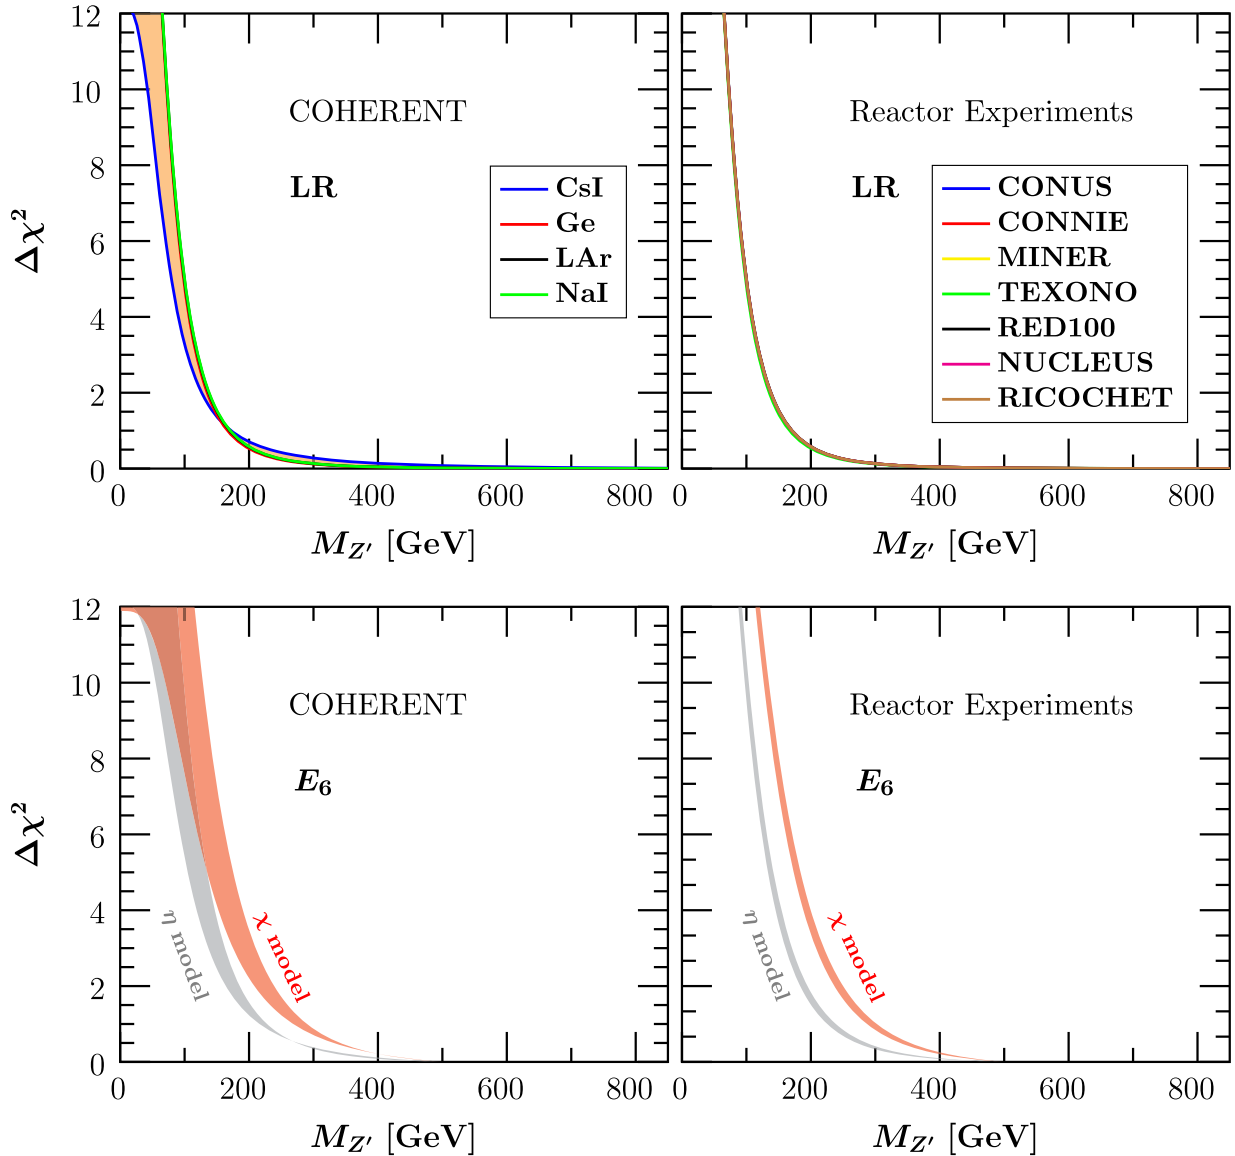 12
10
8
6
4
2
0
Δχ²
COHERENT
LR
CsI
Ge
LAr
NaI
0 200 400 600 800
M_Z′ [GeV]
Reactor Experiments
LR
CONUS
CONNIE
MINER
TEXONO
RED100
NUCLEUS
RICOCHET
0 200 400 600 800
M_Z′ [GeV]
12
10
8
6
4
2
0
Δχ²
COHERENT
E₆
η model
χ model
0 200 400 600 800
M_Z′ [GeV]
Reactor Experiments
E₆
η model
χ model
0 200 400 600 800
M_Z′ [GeV]